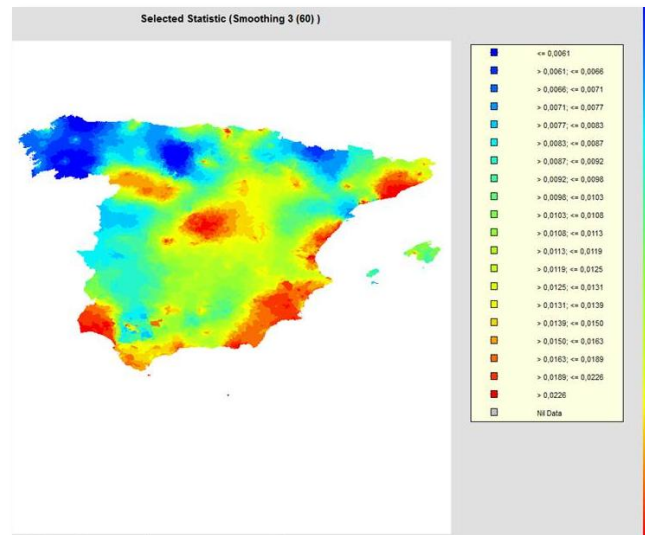 Selected Statistic (Smoothing 3 (60) )
<= 0,0061
> 0,0061; <= 0,0066
> 0,0066; <= 0,0071
> 0,0071; <= 0,0077
> 0,0077; <= 0,0083
> 0,0083; <= 0,0087
> 0,0087; <= 0,0092
> 0,0092; <= 0,0098
> 0,0098; <= 0,0103
> 0,0103; <= 0,0108
> 0,0108; <= 0,0113
> 0,0113; <= 0,0119
> 0,0119; <= 0,0125
> 0,0125; <= 0,0131
> 0,0131; <= 0,0139
> 0,0139; <= 0,0150
> 0,0150; <= 0,0163
> 0,0163; <= 0,0189
> 0,0189; <= 0,0226
> 0,0226
Nil Data